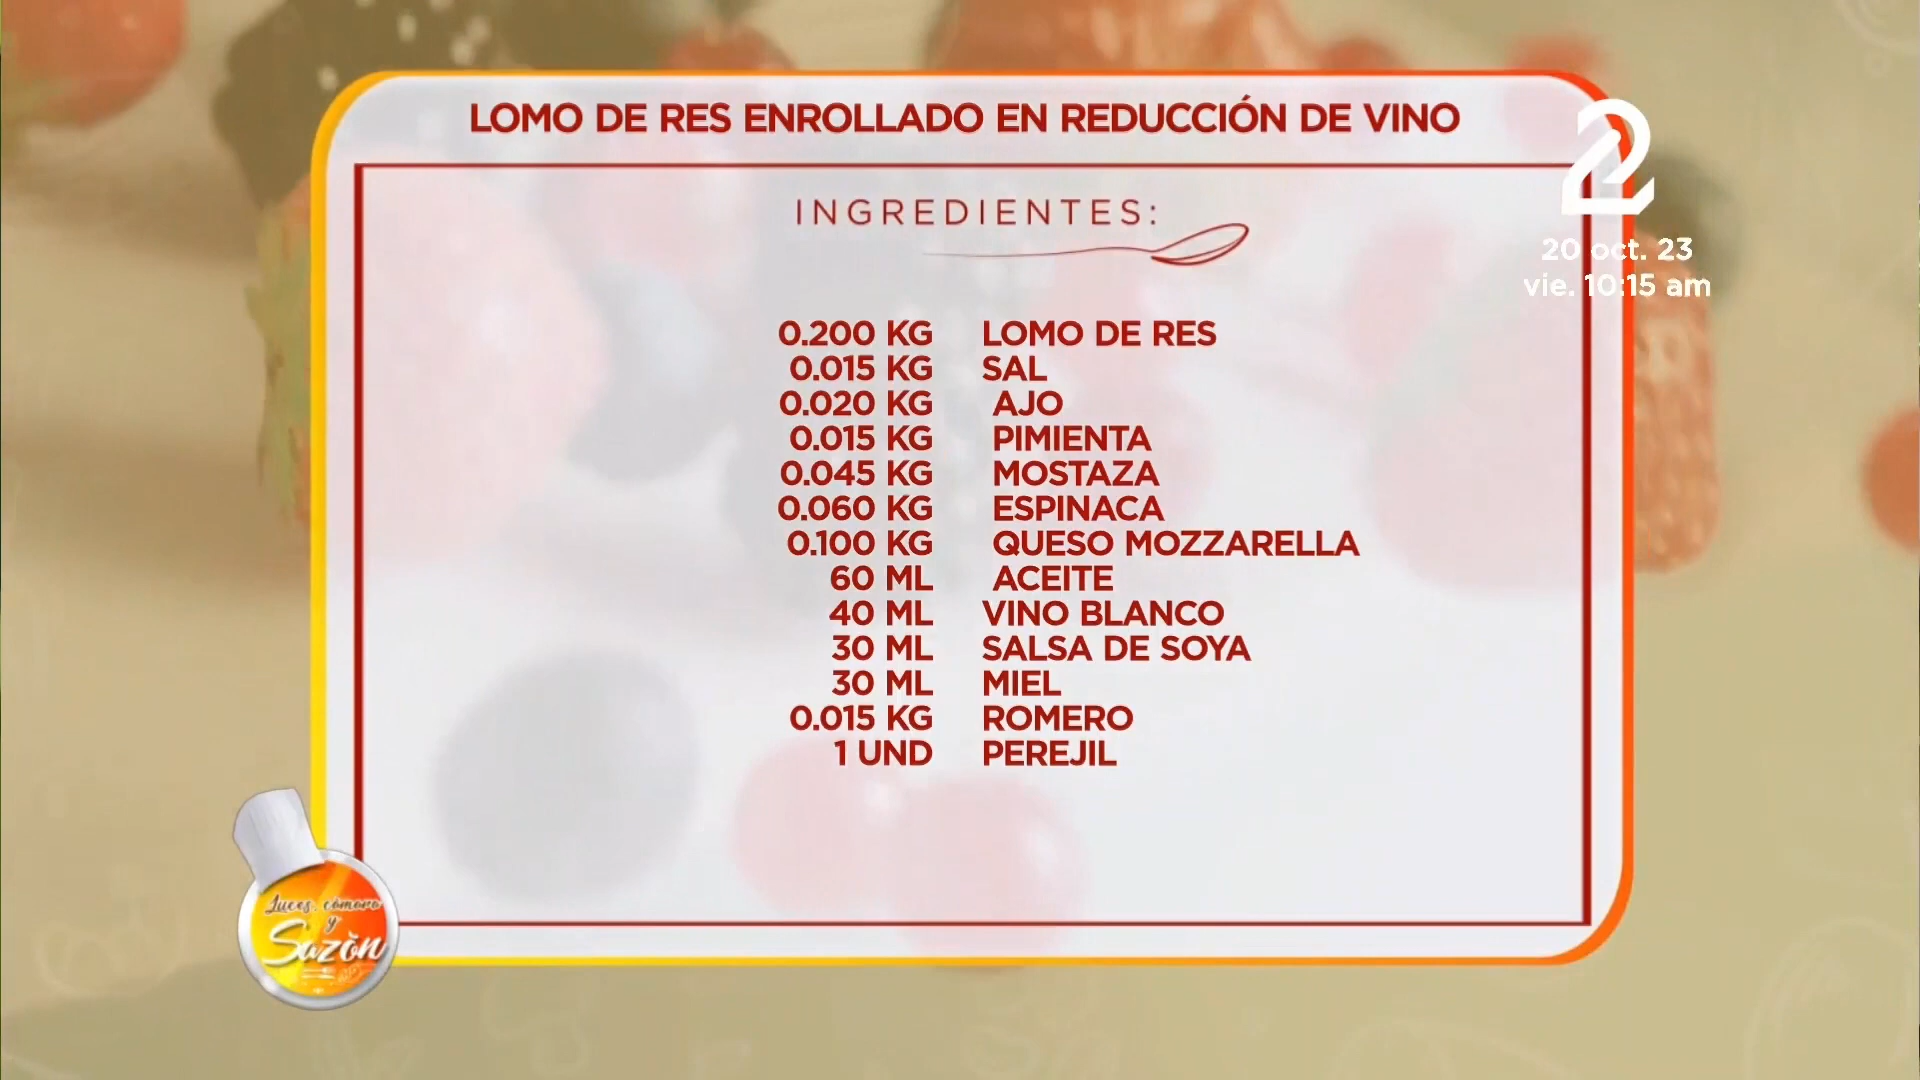 LOMO DE RES ENROLLADO EN REDUCCIÓN DE VINO
2
20 oct. 23
vie. 10:15 am
INGREDIENTES:
0.200 KG LOMO DE RES
0.015 KG SAL
0.020 KG AJO
0.015 KG PIMIENTA
0.045 KG MOSTAZA
0.060 KG ESPINACA
0.100 KG QUESO MOZZARELLA
60 ML ACEITE
40 ML VINO BLANCO
30 ML SALSA DE SOYA
30 ML MIEL
0.015 KG ROMERO
1 UND PEREJIL
Luces, cámara
y
Sazòn